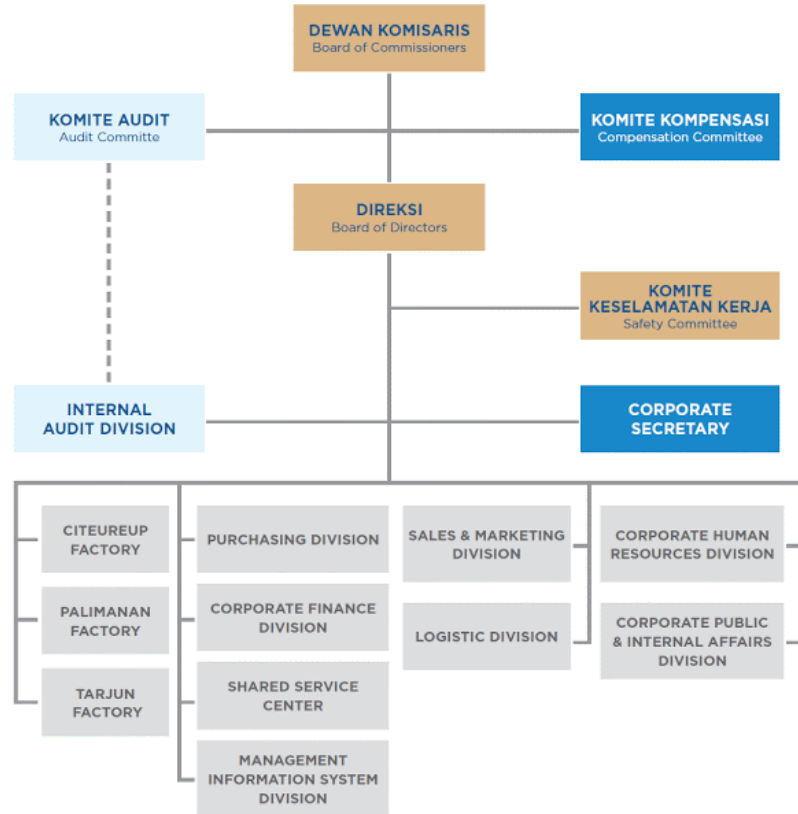 DEWAN KOMISARIS
Board of Commissioners
KOMITE AUDIT
Audit Committe
KOMITE KOMPENSASI
Compensation Committee
DIREKSI
Board of Directors
KOMITE
KESELAMATAN KERJA
Safety Committee
INTERNAL
AUDIT DIVISION
CORPORATE
SECRETARY
CITEUREUP
FACTORY
PALIMANAN
FACTORY
TARJUN
FACTORY
PURCHASING DIVISION
CORPORATE FINANCE
DIVISION
SHARED SERVICE
CENTER
MANAGEMENT
INFORMATION SYSTEM
DIVISION
SALES & MARKETING
DIVISION
LOGISTIC DIVISION
CORPORATE HUMAN
RESOURCES DIVISION
CORPORATE PUBLIC
& INTERNAL AFFAIRS
DIVISION